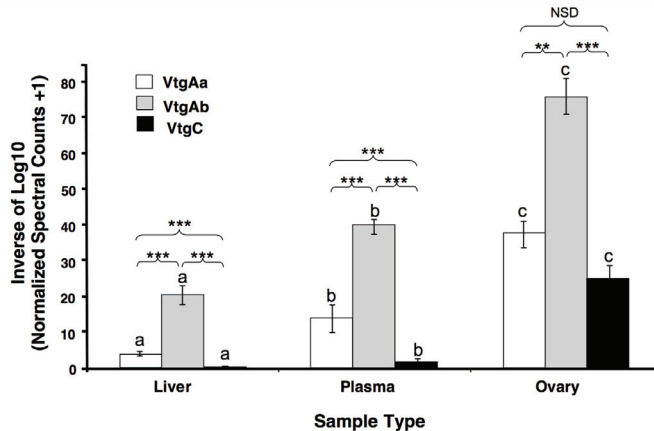 NSD
** ***
c
80
VtgAa
VtgAb
VtgC
70
60
***
*** ***
50
b
40
c
***
*** ***
30
c
a
20
b
10
a a
b
0
Liver Plasma Ovary
Sample Type
Inverse of Log10
(Normalized Spectral Counts +1)